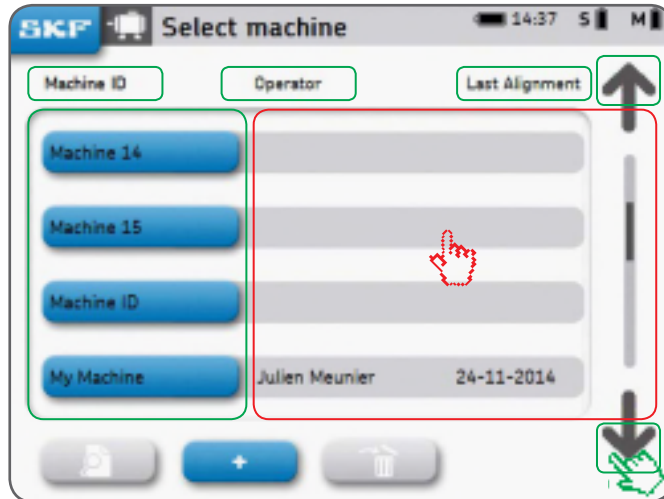 SKF Select machine 14:37 S M
Machine ID Operator Last Alignment
Machine 14
Machine 15
Machine ID
My Machine Julien Meunier 24-11-2014
+